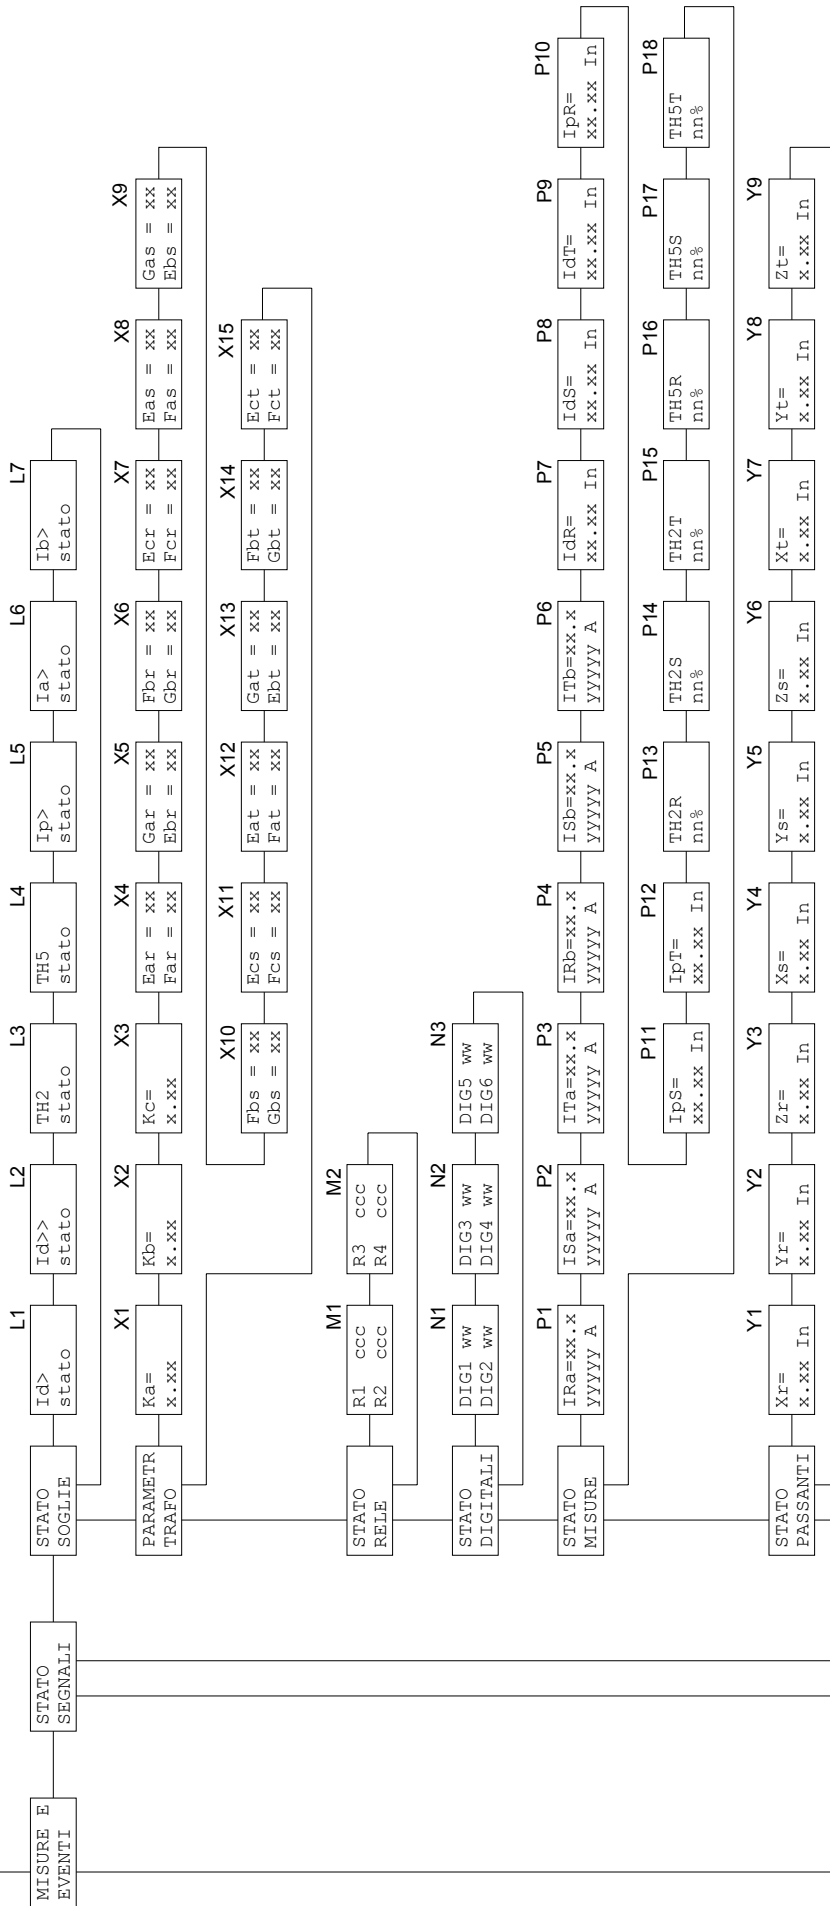 MISURE E
EVENTI
STATO
SEGNALI
STATO
SOGLIE
L1
Id>
stato
L2
Id>>
stato
L3
TH2
stato
L4
TH5
stato
L5
Ip>
stato
L6
Ia>
stato
L7
Ib>
stato
PARAMETR
TRAFO
X1
Ka=
x.xx
X2
Kb=
x.xx
X3
Kc=
x.xx
X4
Ear = xx
Far = xx
X5
Gar = xx
Ebr = xx
X6
Fbr = xx
Gbr = xx
X7
Ecr = xx
Fcr = xx
X8
Eas = xx
Fas = xx
X9
Gas = xx
Ebs = xx
X10
Fbs = xx
Gbs = xx
X11
Ecs = xx
Fcs = xx
X12
Eat = xx
Fat = xx
X13
Gat = xx
Ebt = xx
X14
Fbt = xx
Gbt = xx
X15
Ect = xx
Fct = xx
STATO
RELE
M1
R1 ccc
R2 ccc
M2
R3 ccc
R4 ccc
STATO
DIGITALI
N1
DIG1 ww
DIG2 ww
N2
DIG3 ww
DIG4 ww
N3
DIG5 ww
DIG6 ww
STATO
MISURE
P1
IRa=xx.x
yyyyy A
P2
ISa=xx.x
yyyyy A
P3
ITa=xx.x
yyyyy A
P4
IRb=xx.x
yyyyy A
P5
ISb=xx.x
yyyyy A
P6
ITb=xx.x
yyyyy A
P7
IdR=
xx.xx In
P8
IdS=
xx.xx In
P9
IdT=
xx.xx In
P10
IpR=
xx.xx In
P11
IpS=
xx.xx In
P12
IpT=
xx.xx In
P13
TH2R
nn%
P14
TH2S
nn%
P15
TH2T
nn%
P16
TH5R
nn%
P17
TH5S
nn%
P18
TH5T
nn%
STATO
PASSANTI
Y1
Xr=
x.xx In
Y2
Yr=
x.xx In
Y3
Zr=
x.xx In
Y4
Xs=
x.xx In
Y5
Ys=
x.xx In
Y6
Zs=
x.xx In
Y7
Xt=
x.xx In
Y8
Yt=
x.xx In
Y9
Zt=
x.xx In